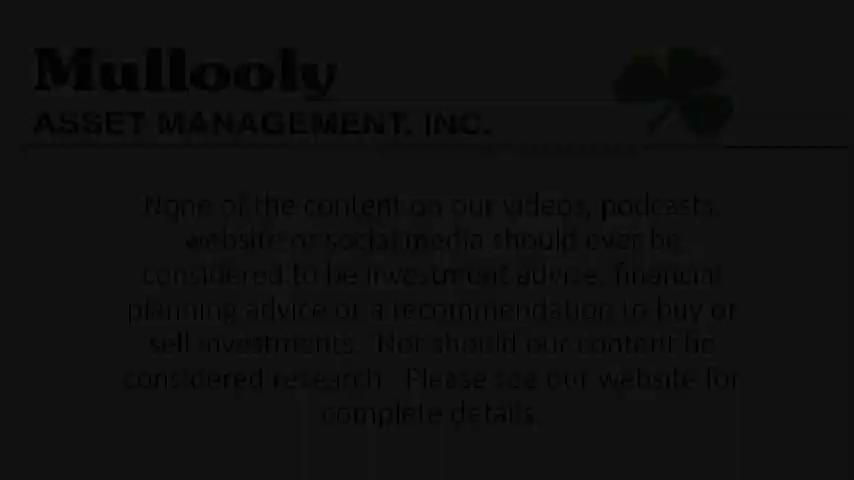 Mullooly
ASSET MANAGEMENT, INC.
None of the content on our videos, podcasts,
website or social media should ever be
considered to be investment advice, financial
planning advice or a recommendation to buy or
sell investments. Nor should our content be
considered research. Please see our website for
complete details.